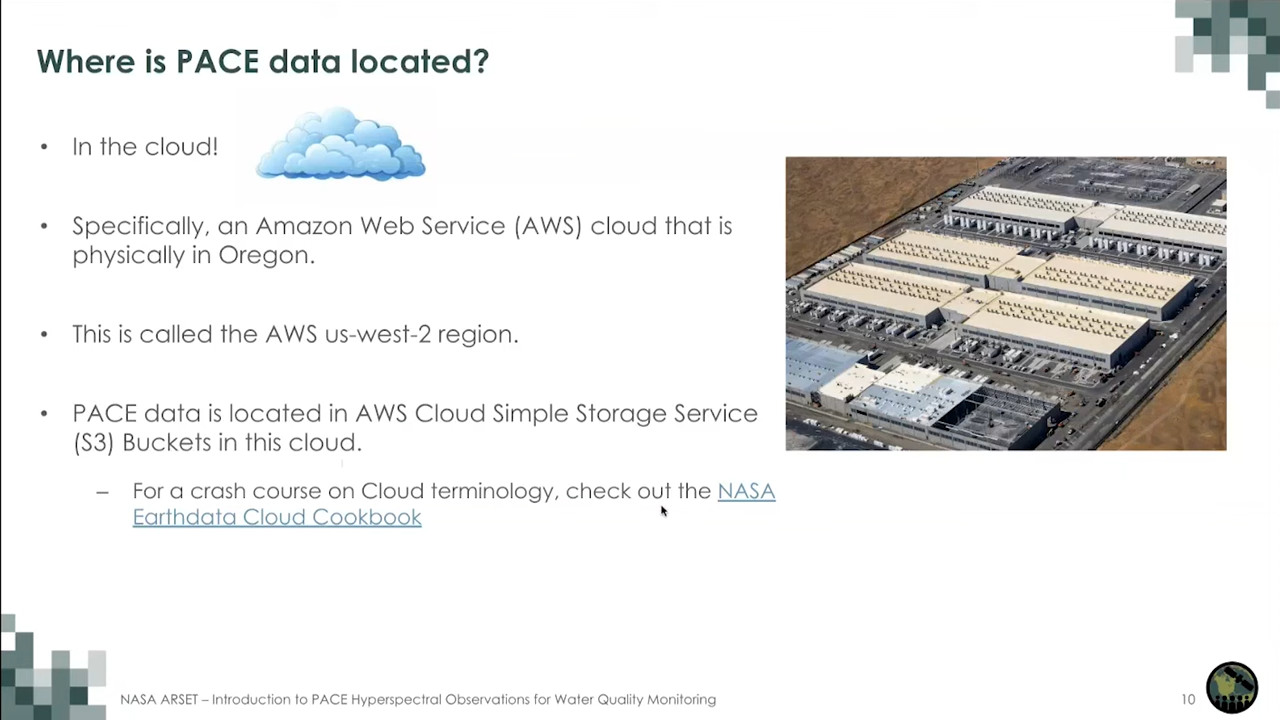 Where is PACE data located?
• In the cloud!
• Specifically, an Amazon Web Service (AWS) cloud that is
physically in Oregon.
• This is called the AWS us-west-2 region.
• PACE data is located in AWS Cloud Simple Storage Service
(S3) Buckets in this cloud.
– For a crash course on Cloud terminology, check out the NASA
Earthdata Cloud Cookbook
NASA ARSET – Introduction to PACE Hyperspectral Observations for Water Quality Monitoring
10